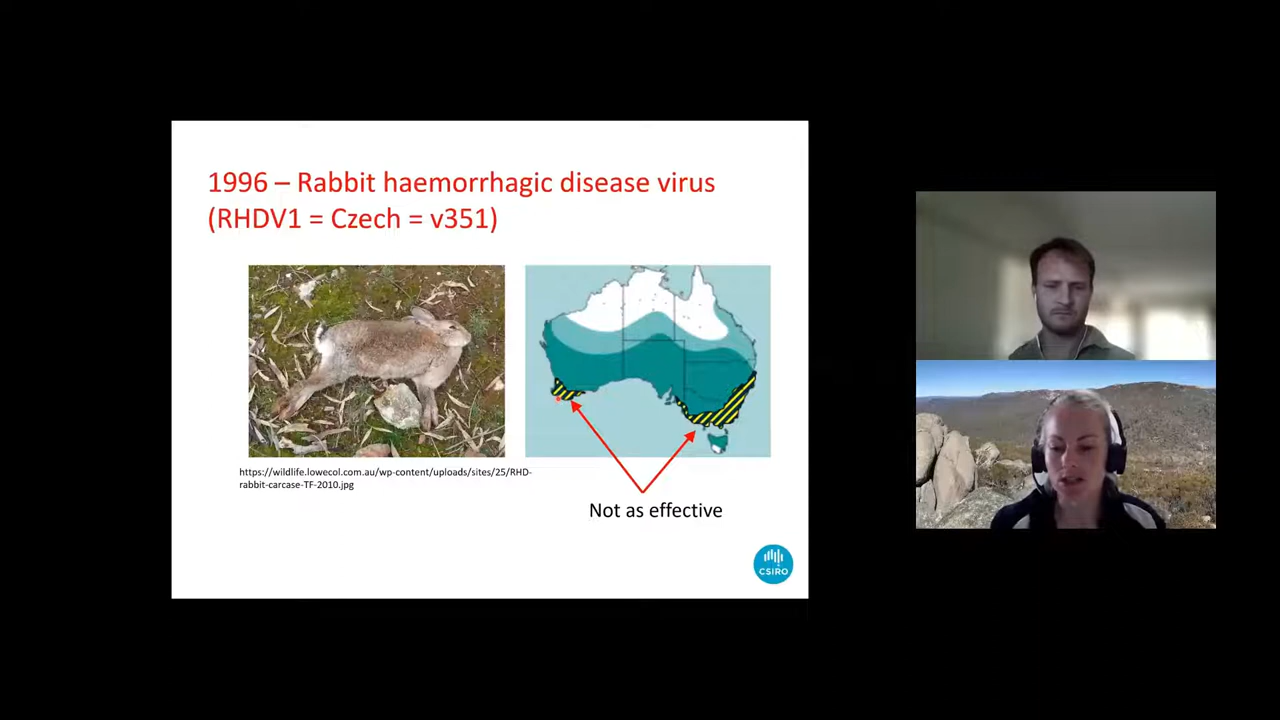 1996 – Rabbit haemorrhagic disease virus
(RHDV1 = Czech = v351)
https://wildlife.lowecol.com.au/wp-content/uploads/sites/25/RHD-
rabbit-carcase-TF-2010.jpg
Not as effective
CSIRO